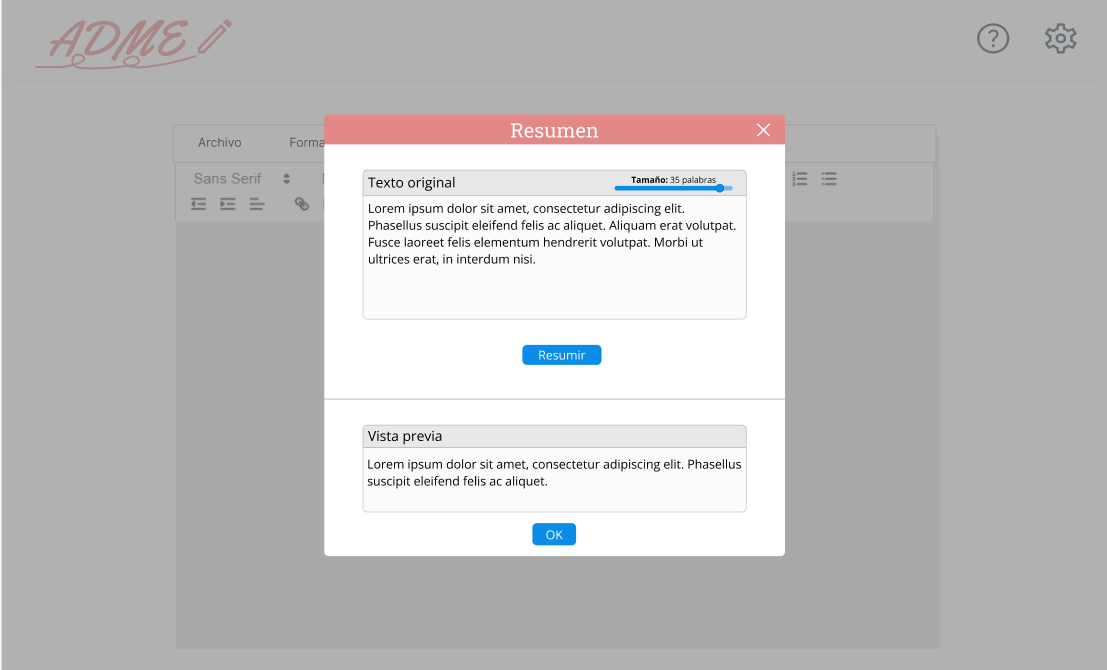 ADME
?
Archivo
Forma
Sans Serif
Resumen
Texto original
Tamaño: 35 palabras
Lorem ipsum dolor sit amet, consectetur adipiscing elit.
Phasellus suscipit eleifend felis ac aliquet. Aliquam erat volutpat.
Fusce laoreet felis elementum hendrerit volutpat. Morbi ut
ultrices erat, in interdum nisi.
Resumir
Vista previa
Lorem ipsum dolor sit amet, consectetur adipiscing elit. Phasellus
suscipit eleifend felis ac aliquet.
OK